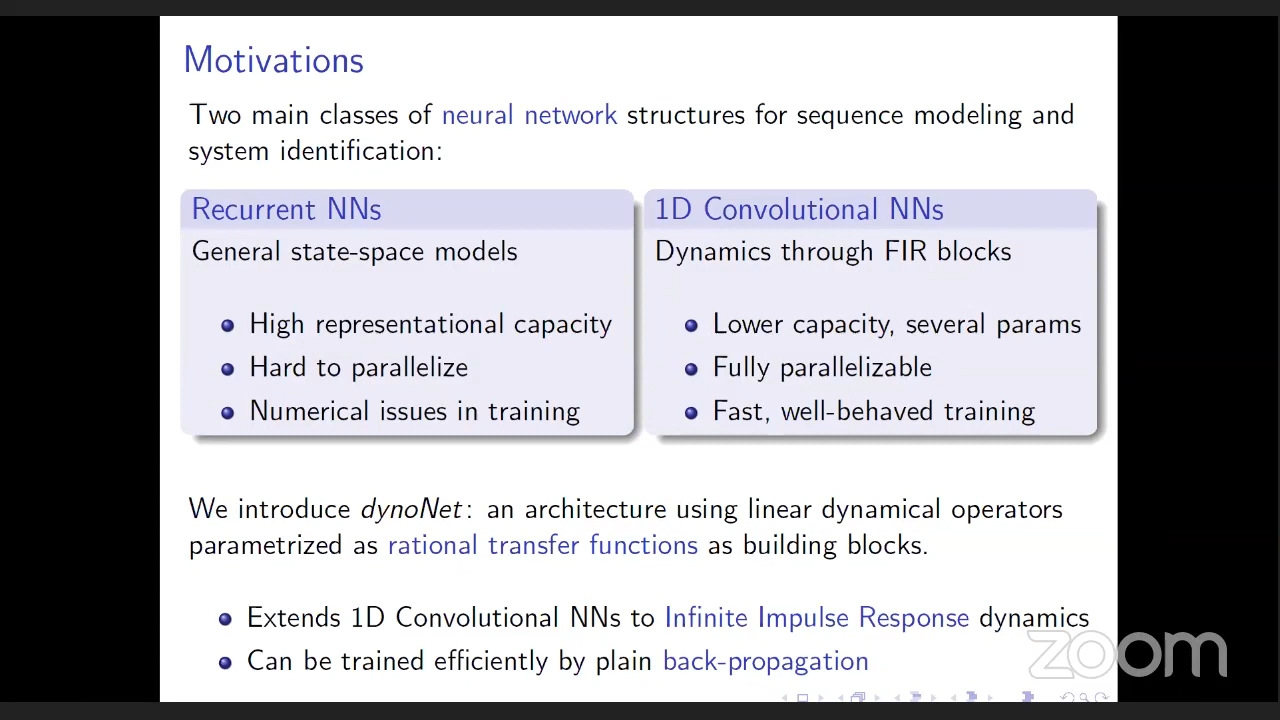 Motivations
Two main classes of neural network structures for sequence modeling and
system identification:
Recurrent NNs
General state-space models
High representational capacity
Hard to parallelize
Numerical issues in training
1D Convolutional NNs
Dynamics through FIR blocks
Lower capacity, several params
Fully parallelizable
Fast, well-behaved training
We introduce dynoNet: an architecture using linear dynamical operators
parametrized as rational transfer functions as building blocks.
Extends 1D Convolutional NNs to Infinite Impulse Response dynamics
Can be trained efficiently by plain back-propagation
zoom